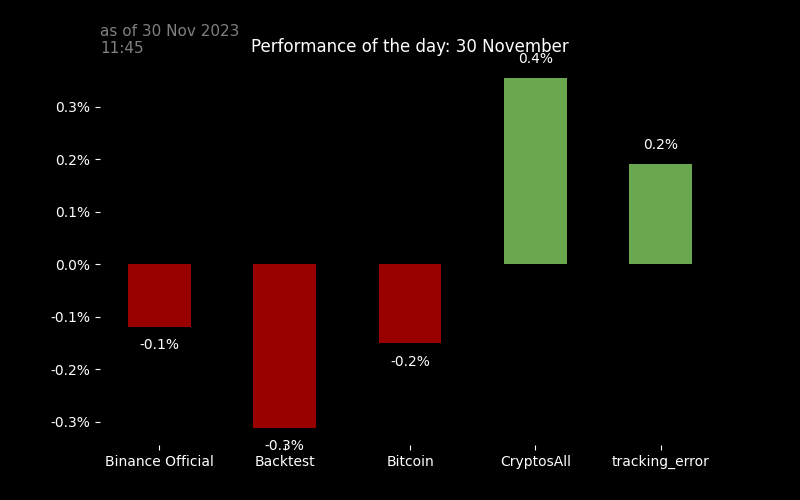 as of 30 Nov 2023
11:45
Performance of the day: 30 November
0.4%
0.3%
0.2%
0.2%
0.1%
0.0%
-0.1%
-0.1%
-0.2%
-0.2%
-0.3%
-0.3%
Binance Official
Backtest
Bitcoin
CryptosAll
tracking_error